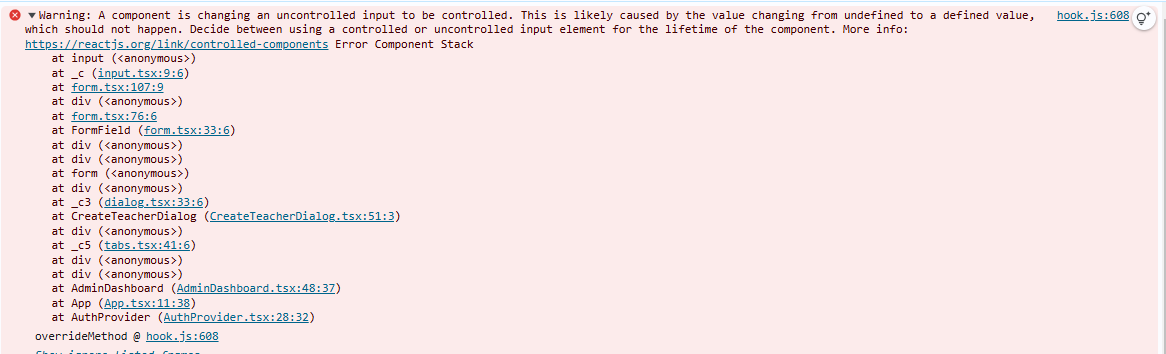 Warning: A component is changing an uncontrolled input to be controlled. This is likely caused by the value changing from undefined to a defined value, hook.js:608
which should not happen. Decide between using a controlled or uncontrolled input element for the lifetime of the component. More info:
https://reactjs.org/link/controlled-components Error Component Stack
at input (<anonymous>)
at _c (input.tsx:9:6)
at form.tsx:107:9
at div (<anonymous>)
at form.tsx:76:6
at FormField (form.tsx:33:6)
at div (<anonymous>)
at div (<anonymous>)
at form (<anonymous>)
at div (<anonymous>)
at _c3 (dialog.tsx:33:6)
at CreateTeacherDialog (CreateTeacherDialog.tsx:51:3)
at div (<anonymous>)
at _c5 (tabs.tsx:41:6)
at div (<anonymous>)
at div (<anonymous>)
at AdminDashboard (AdminDashboard.tsx:48:37)
at App (App.tsx:11:38)
at AuthProvider (AuthProvider.tsx:28:32)
overrideMethod @ hook.js:608